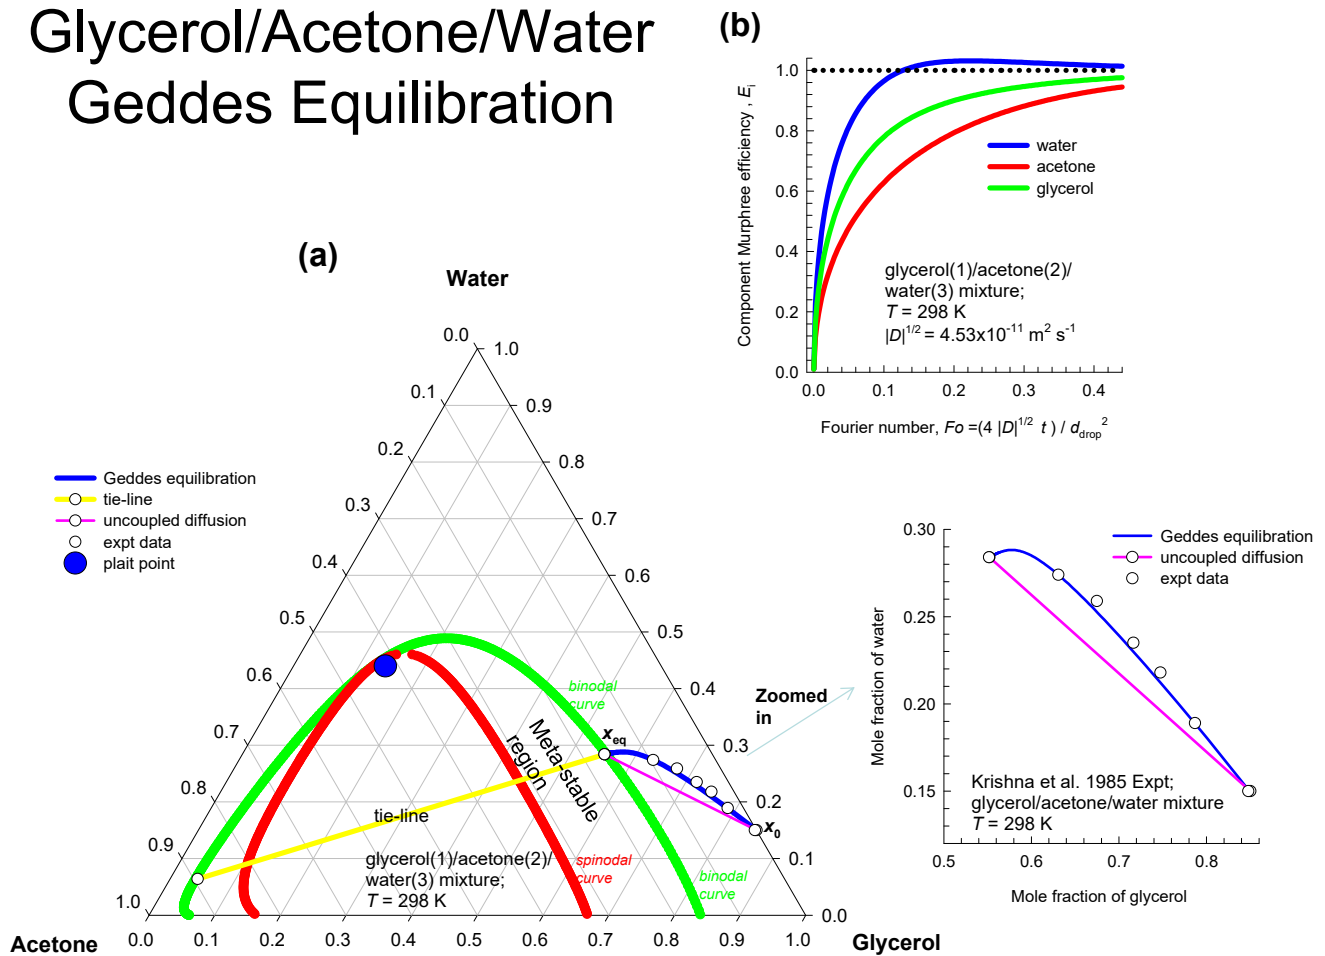 Glycerol/Acetone/Water
Geddes Equilibration
(b)
Component Murphree efficiency , Ei
1.0
0.8
0.6
0.4
0.2
0.0
water
acetone
glycerol
glycerol(1)/acetone(2)/
water(3) mixture;
T = 298 K
|D|1/2 = 4.53x10-11 m2 s-1
0.0 0.1 0.2 0.3 0.4
Fourier number, Fo =(4 |D|1/2 t ) / ddrop2
(a)
Water
0.0
0.1
0.2
0.3
0.4
0.5
0.6
0.7
0.8
0.9
1.0
1.0
0.9
0.8
0.7
0.6
0.5
0.4
0.3
0.2
0.1
0.0
Geddes equilibration
tie-line
uncoupled diffusion
expt data
plait point
binodal
curve
Meta-stable
region
xeq
x0
tie-line
glycerol(1)/acetone(2)/
water(3) mixture;
T = 298 K
spinodal
curve
binodal
curve
Acetone
0.0 0.1 0.2 0.3 0.4 0.5 0.6 0.7 0.8 0.9 1.0
Glycerol
Zoomed
in
Mole fraction of water
0.30
0.25
0.20
0.15
Geddes equilibration
uncoupled diffusion
expt data
Krishna et al. 1985 Expt;
glycerol/acetone/water mixture
T = 298 K
0.5 0.6 0.7 0.8
Mole fraction of glycerol